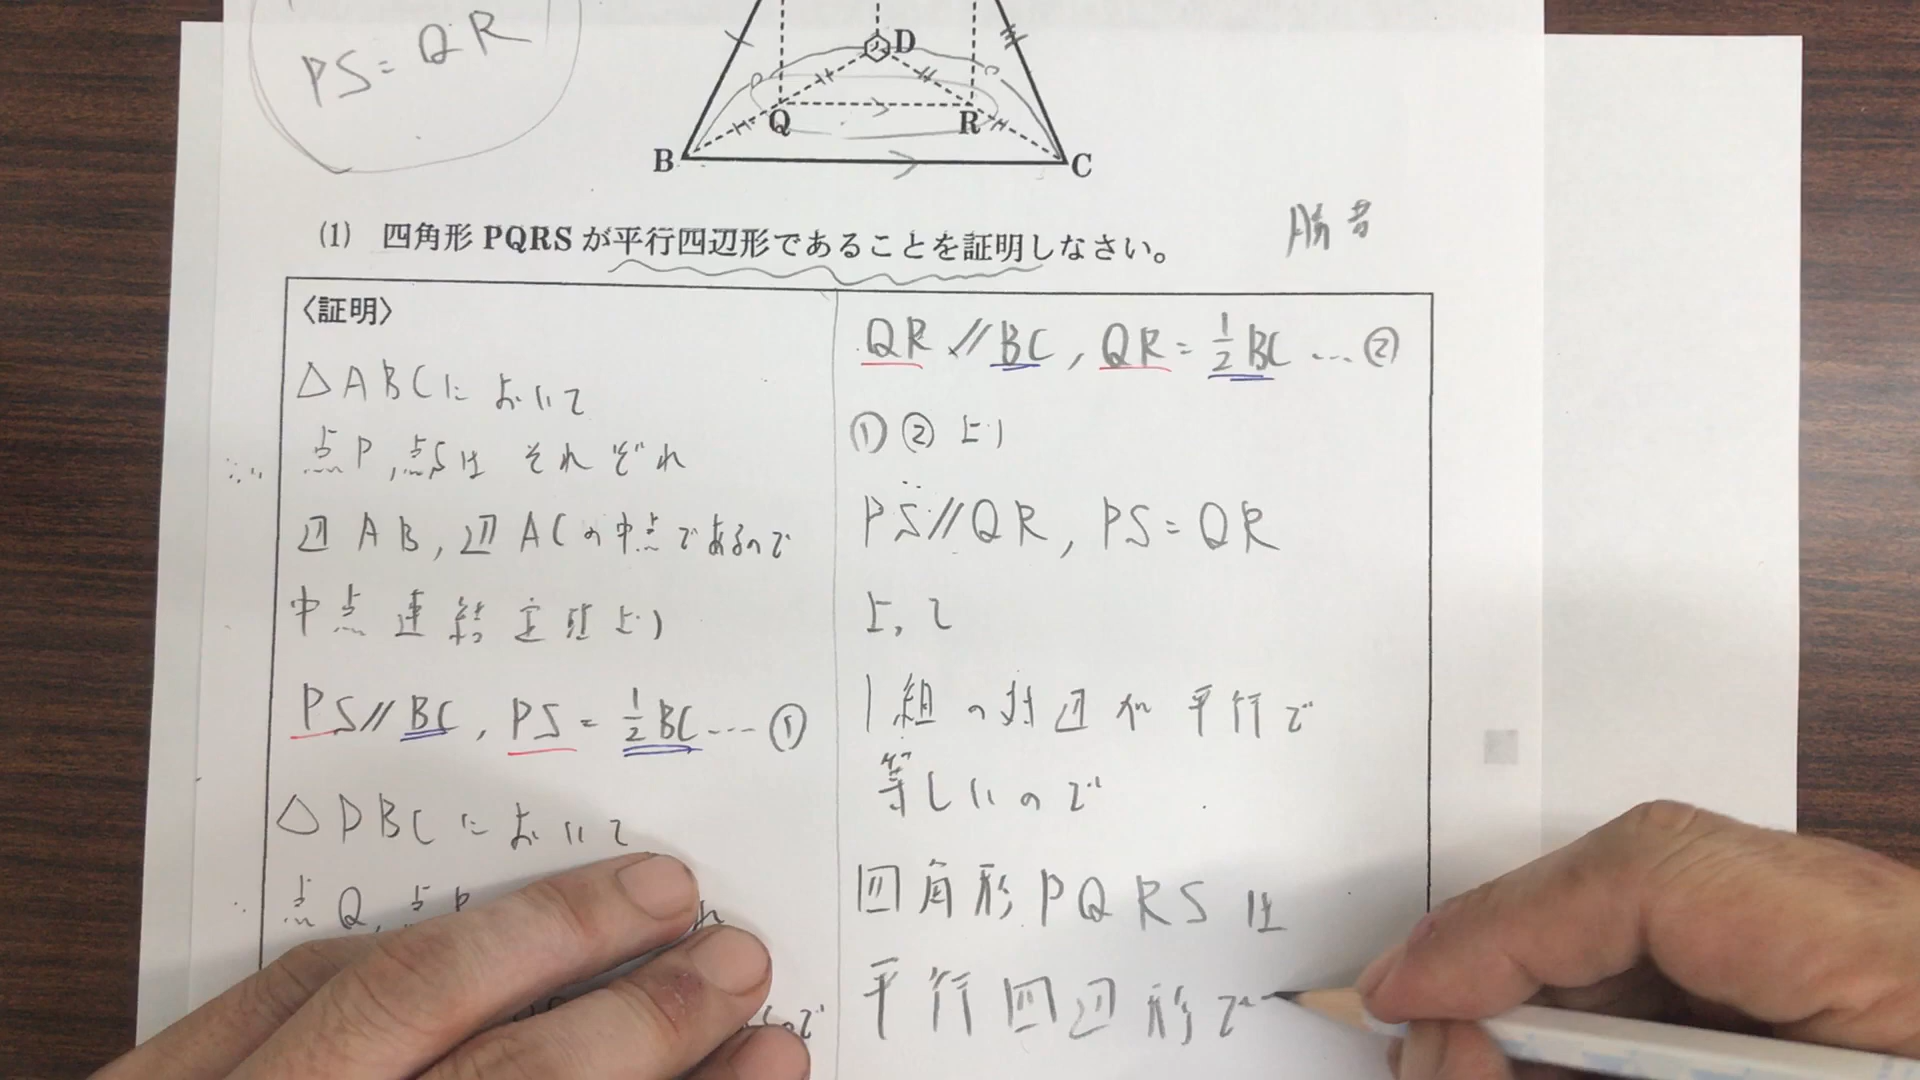 PS=QR
D
Q R
B C
(1) 四角形PQRSが平行四辺形であることを証明しなさい。
〈証明〉
△ABCにおいて
点P,点Sは それぞれ
辺AB,辺ACの中点であるので
中点連結定理より
PS//BC, PS=1/2BC…①
△DBCにおいて
点Q,点R
れ
ので
QR//BC, QR=1/2BC…②
①②より
PS//QR, PS=QR
よって
1組の対辺が平行で
等しいので
四角形PQRSは
平行四辺形で